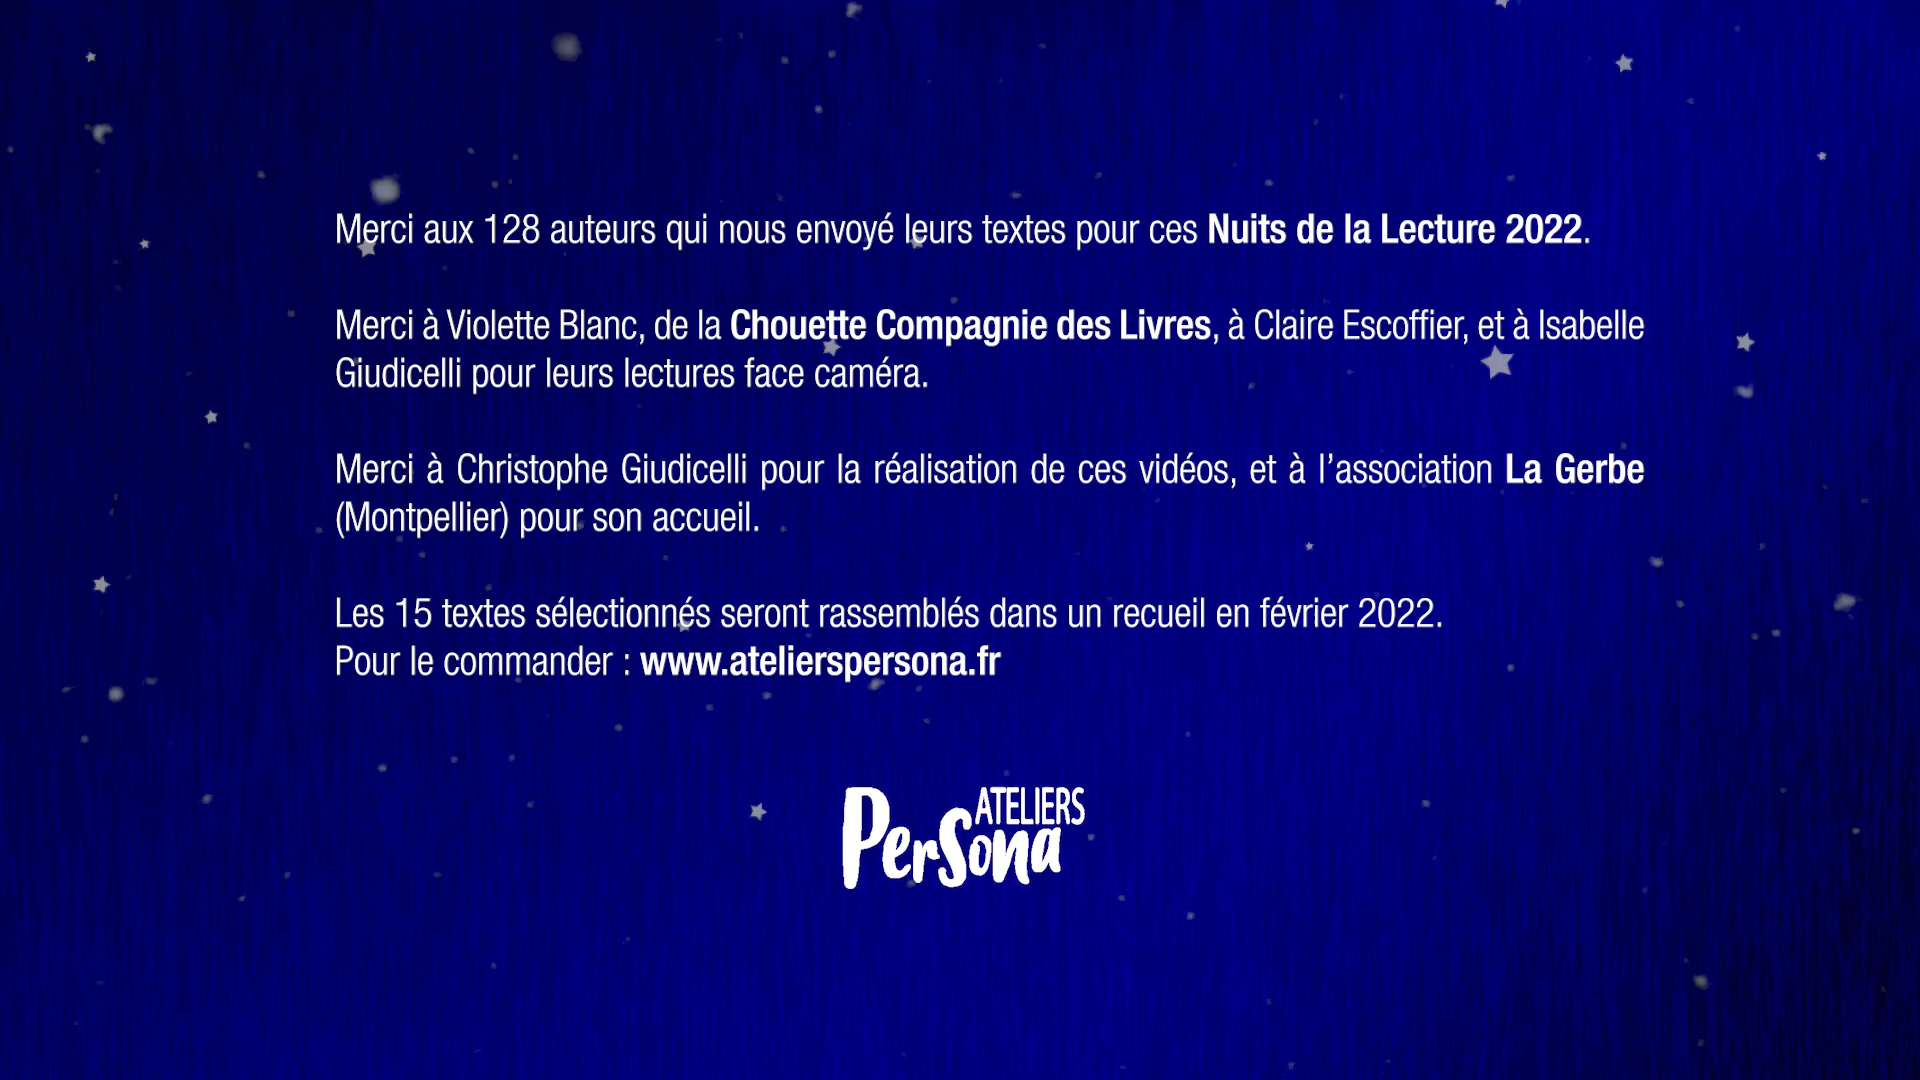 Merci aux 128 auteurs qui nous envoyé leurs textes pour ces Nuits de la Lecture 2022.
Merci à Violette Blanc, de la Chouette Compagnie des Livres, à Claire Escoffier, et à Isabelle
Giudicelli pour leurs lectures face caméra.
Merci à Christophe Giudicelli pour la réalisation de ces vidéos, et à l’association La Gerbe
(Montpellier) pour son accueil.
Les 15 textes sélectionnés seront rassemblés dans un recueil en février 2022.
Pour le commander : www.atelierspersona.fr
ATELIERS
PerSona